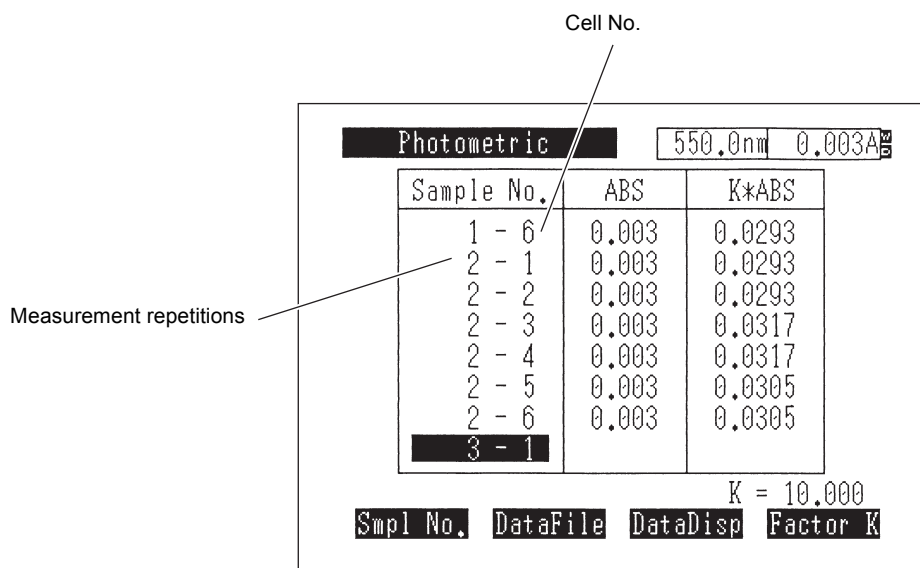 Cell No.
Photometric 550.0nm 0.003A
Sample No. ABS K*ABS
1 - 6 0.003 0.0293
2 - 1 0.003 0.0293
2 - 2 0.003 0.0293
Measurement repetitions
2 - 3 0.003 0.0317
2 - 4 0.003 0.0317
2 - 5 0.003 0.0305
2 - 6 0.003 0.0305
3 - 1
K = 10.000
Smpl No. DataFile DataDisp Factor K